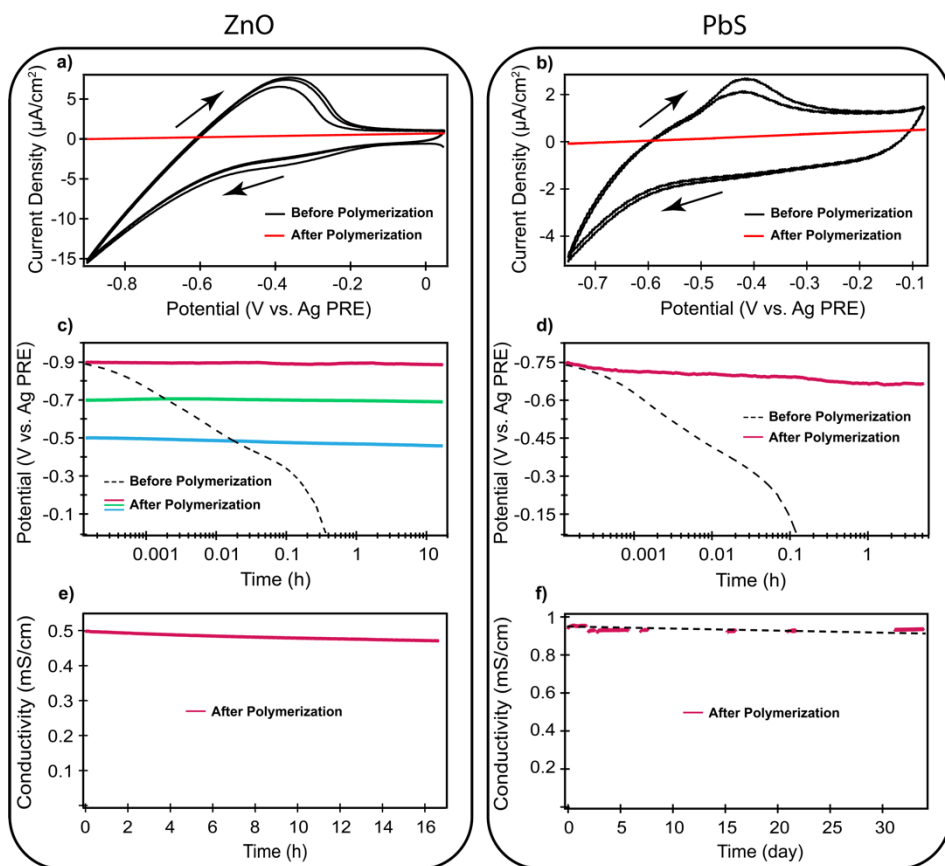 ZnO
PbS
a)
5
0
-5
-10
-15
Current Density (µA/cm²)
Before Polymerization
After Polymerization
-0.8
-0.6
-0.4
-0.2
0
Potential (V vs. Ag PRE)
b)
2
0
-2
-4
Current Density (µA/cm²)
Before Polymerization
After Polymerization
-0.7
-0.6
-0.5
-0.4
-0.3
-0.2
-0.1
Potential (V vs. Ag PRE)
c)
-0.9
-0.7
-0.5
-0.3
-0.1
Potential (V vs. Ag PRE)
Before Polymerization
After Polymerization
0.001
0.01
0.1
1
10
Time (h)
d)
-0.75
-0.6
-0.45
-0.3
-0.15
Potential (V vs. Ag PRE)
Before Polymerization
After Polymerization
0.001
0.01
0.1
1
Time (h)
e)
0.5
0.4
0.3
0.2
0.1
Conductivity (mS/cm)
After Polymerization
0
2
4
6
8
10
12
14
16
Time (h)
f)
1
0.8
0.6
0.4
0.2
Conductivity (mS/cm)
After Polymerization
0
5
10
15
20
25
30
Time (day)